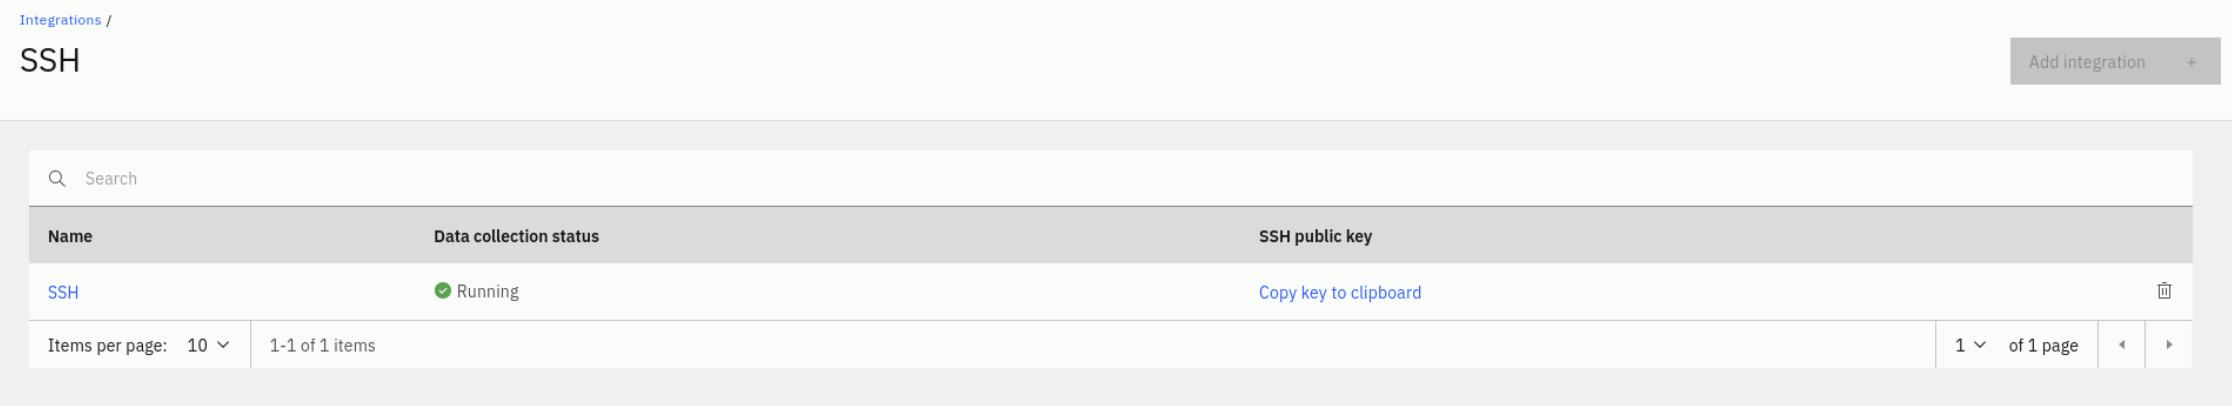 Integrations /
SSH
Add integration +
Search
Name Data collection status SSH public key
SSH Running Copy key to clipboard
Items per page: 10 1-1 of 1 items 1 of 1 page